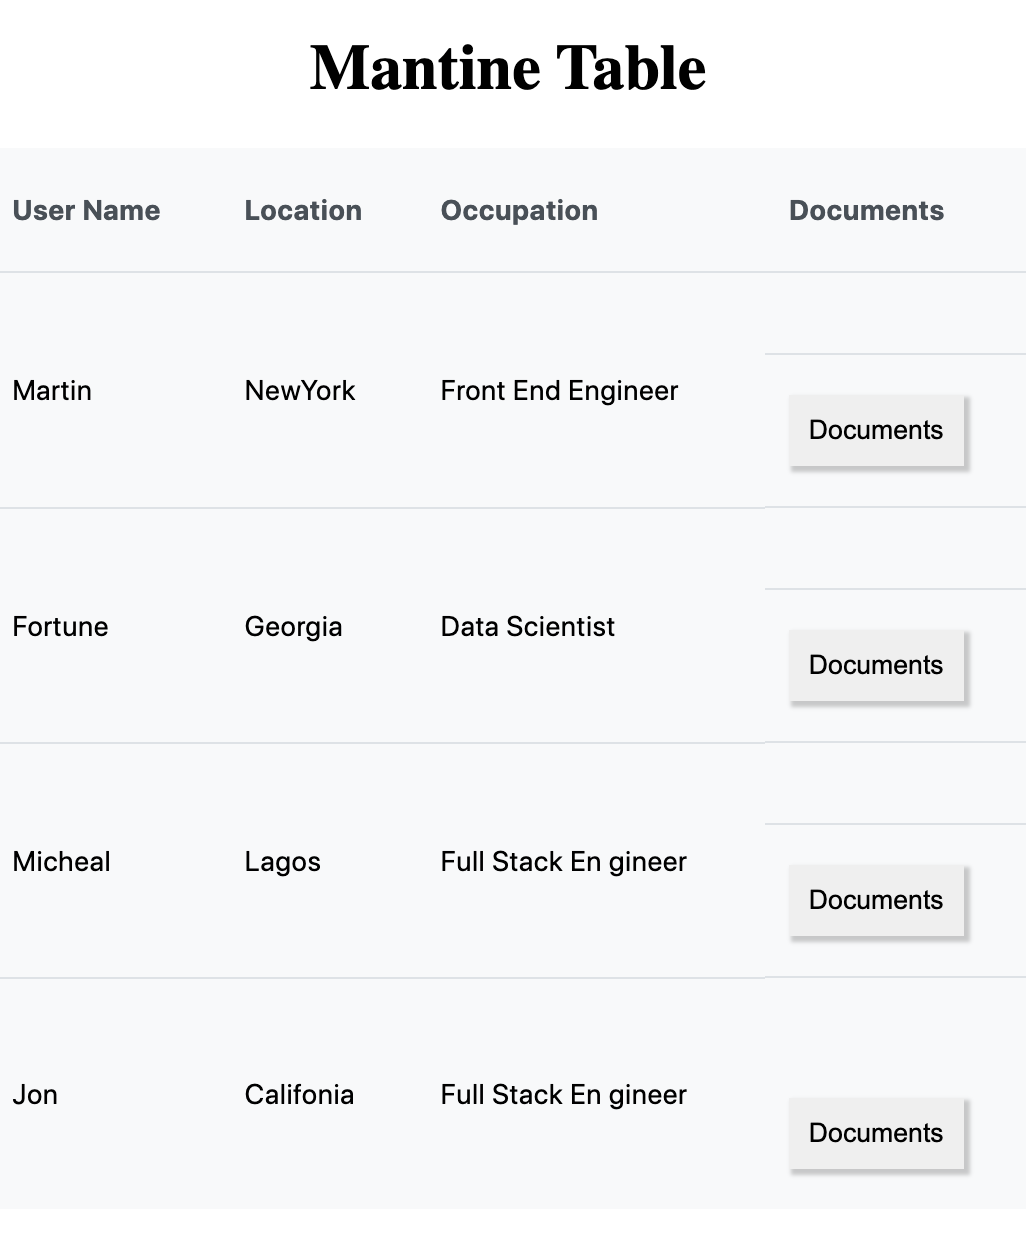 Mantine Table
User Name Location Occupation Documents
Martin NewYork Front End Engineer Documents
Fortune Georgia Data Scientist Documents
Micheal Lagos Full Stack En gineer Documents
Jon Califonia Full Stack En gineer Documents